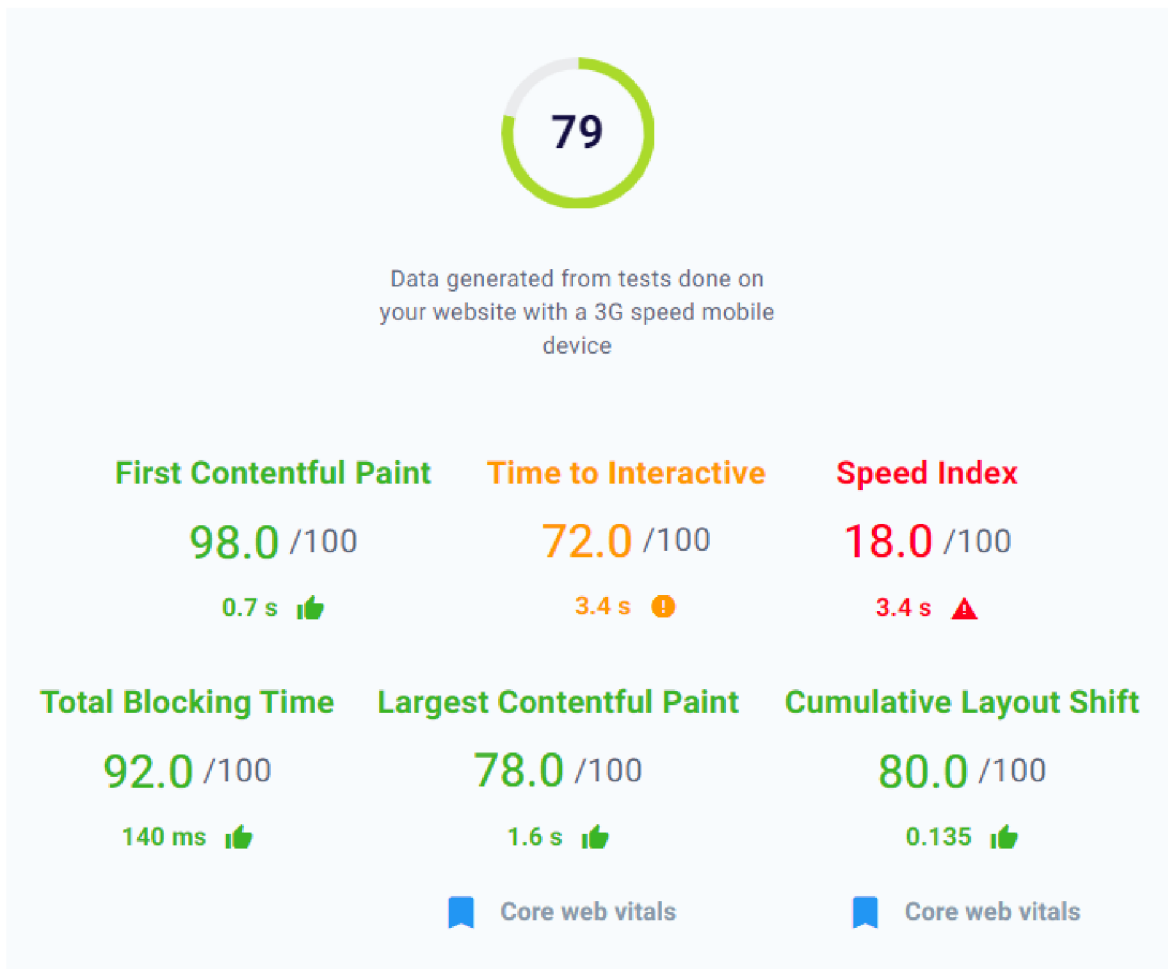 79
Data generated from tests done on
your website with a 3G speed mobile
device
First Contentful Paint
98.0 /100
0.7 s
Time to Interactive
72.0 /100
3.4 s
Speed Index
18.0 /100
3.4 s
Total Blocking Time
92.0 /100
140 ms
Largest Contentful Paint
78.0 /100
1.6 s
Core web vitals
Cumulative Layout Shift
80.0 /100
0.135
Core web vitals